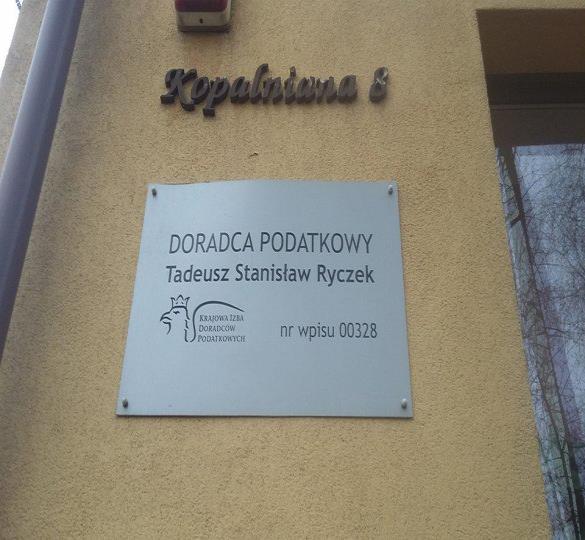 Kopalniana 8
DORADCA PODATKOWY
Tadeusz Stanisław Ryczek
KRAJOWA IZBA
DORADCÓW
PODATKOWYCH
nr wpisu 00328